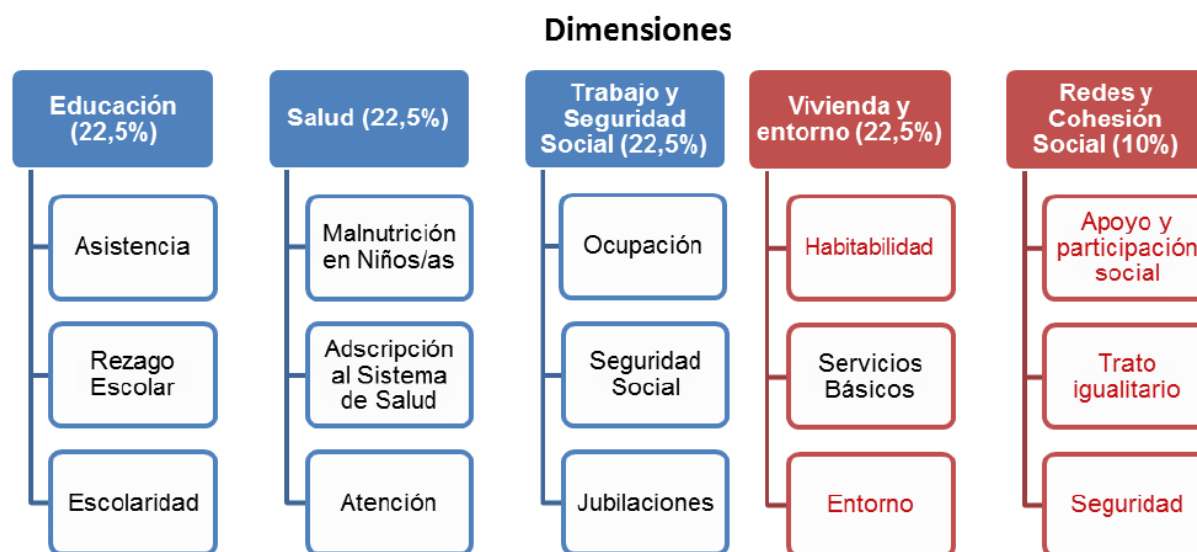 Dimensiones
Educación
(22,5%)
Asistencia
Rezago
Escolar
Escolaridad
Salud (22,5%)
Malnutrición
en Niños/as
Adscripción
al Sistema
de Salud
Atención
Trabajo y
Seguridad
Social (22,5%)
Ocupación
Seguridad
Social
Jubilaciones
Vivienda y
entorno (22,5%)
Habitabilidad
Servicios
Básicos
Entorno
Redes y
Cohesión
Social (10%)
Apoyo y
participación
social
Trato
igualitario
Seguridad